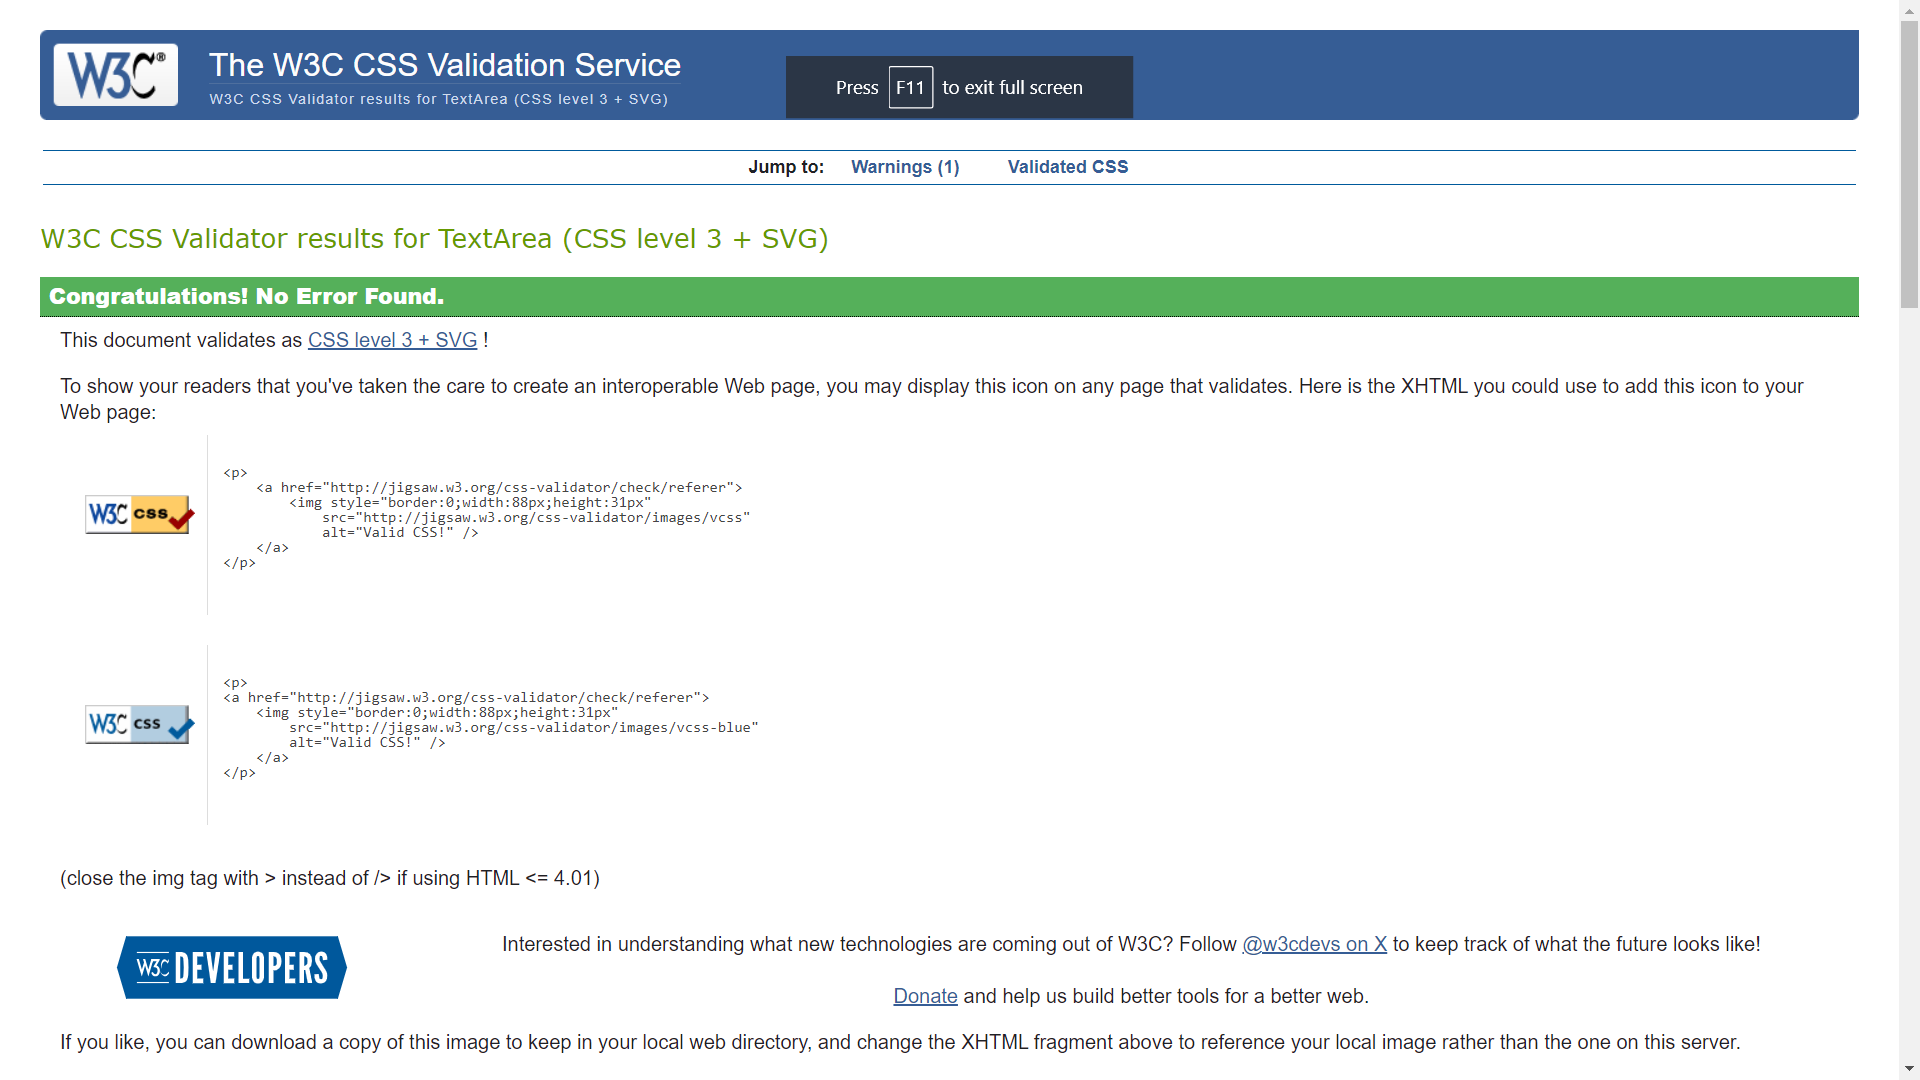 W3C®
The W3C CSS Validation Service
W3C CSS Validator results for TextArea (CSS level 3 + SVG)
Press F11 to exit full screen
Jump to: Warnings (1) Validated CSS
W3C CSS Validator results for TextArea (CSS level 3 + SVG)
Congratulations! No Error Found.
This document validates as CSS level 3 + SVG !
To show your readers that you've taken the care to create an interoperable Web page, you may display this icon on any page that validates. Here is the XHTML you could use to add this icon to your
Web page:
W3C css
<p>
    <a href="http://jigsaw.w3.org/css-validator/check/referer">
        <img style="border:0;width:88px;height:31px"
            src="http://jigsaw.w3.org/css-validator/images/vcss"
            alt="Valid CSS!" />
    </a>
</p>
W3C css
<p>
<a href="http://jigsaw.w3.org/css-validator/check/referer">
    <img style="border:0;width:88px;height:31px"
        src="http://jigsaw.w3.org/css-validator/images/vcss-blue"
        alt="Valid CSS!" />
    </a>
</p>
(close the img tag with > instead of /> if using HTML <= 4.01)
W3C DEVELOPERS
Interested in understanding what new technologies are coming out of W3C? Follow @w3cdevs on X to keep track of what the future looks like!
Donate and help us build better tools for a better web.
If you like, you can download a copy of this image to keep in your local web directory, and change the XHTML fragment above to reference your local image rather than the one on this server.